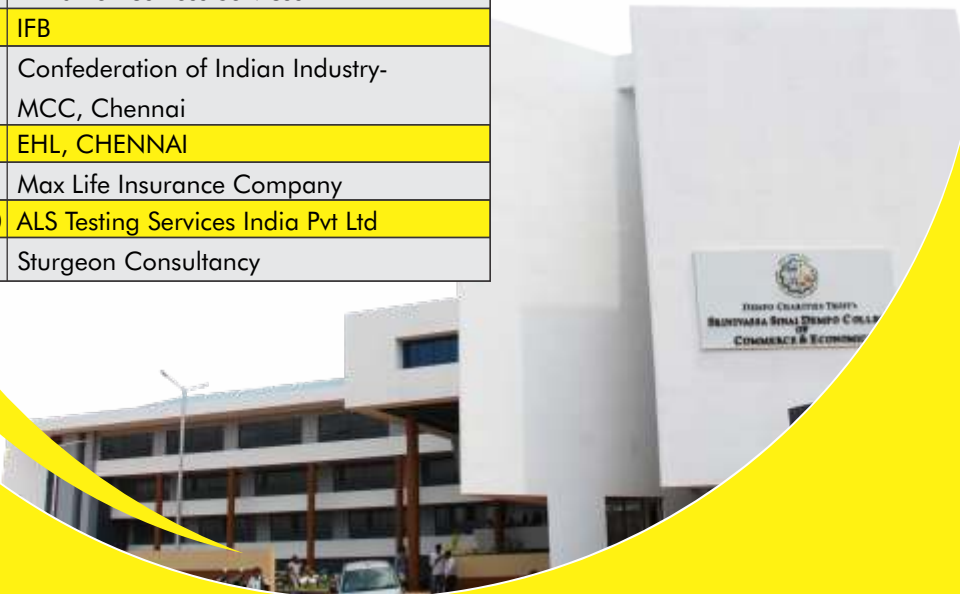 IFB
Confederation of Indian Industry-
MCC, Chennai
EHL, CHENNAI
Max Life Insurance Company
ALS Testing Services India Pvt Ltd
Sturgeon Consultancy
DEMPO CHARITIES TRUST'S
SRINIVASSA SINAI DEMPO COLL
OF
COMMERCE & ECONOMI